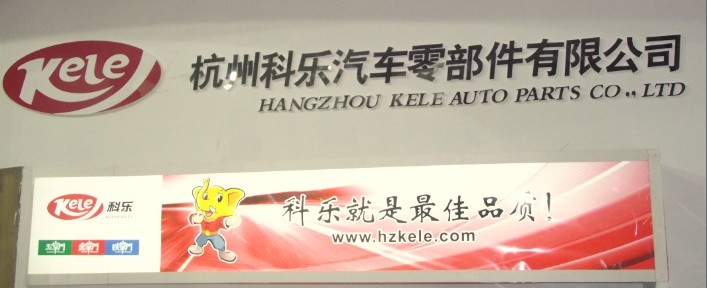 Kele
杭州科乐汽车零部件有限公司
HANGZHOU KELE AUTO PARTS CO.,LTD
Kele 科乐
科乐就是最佳品质!
www.hzkele.com